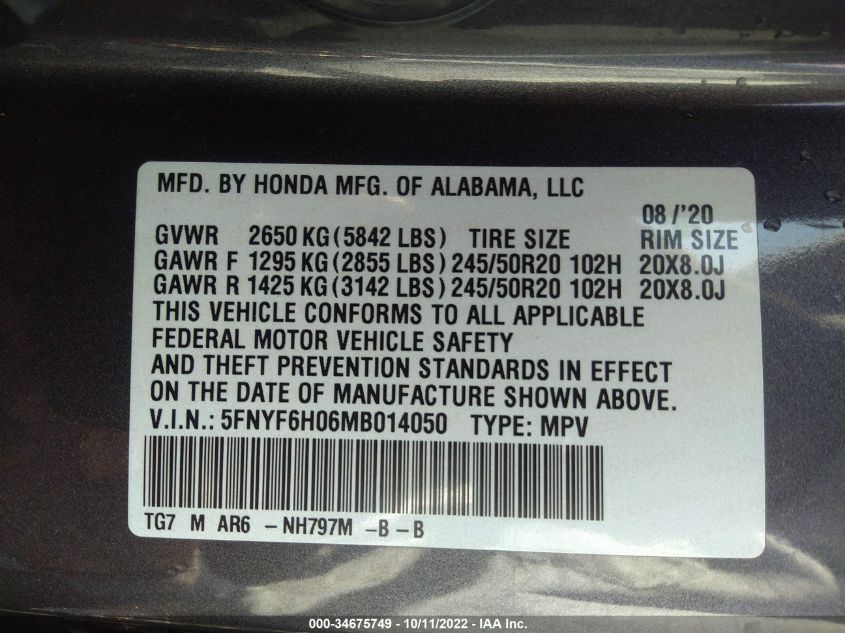 MFD. BY HONDA MFG. OF ALABAMA, LLC
08/'20
GVWR 2650 KG (5842 LBS) TIRE SIZE RIM SIZE
GAWR F 1295 KG (2855 LBS) 245/50R20 102H 20X8.0J
GAWR R 1425 KG (3142 LBS) 245/50R20 102H 20X8.0J
THIS VEHICLE CONFORMS TO ALL APPLICABLE
FEDERAL MOTOR VEHICLE SAFETY
AND THEFT PREVENTION STANDARDS IN EFFECT
ON THE DATE OF MANUFACTURE SHOWN ABOVE.
V.I.N.: 5FNYF6H06MB014050 TYPE: MPV
TG7 M AR6 - NH797M -B - B
000-34675749 - 10/11/2022 - IAA Inc.